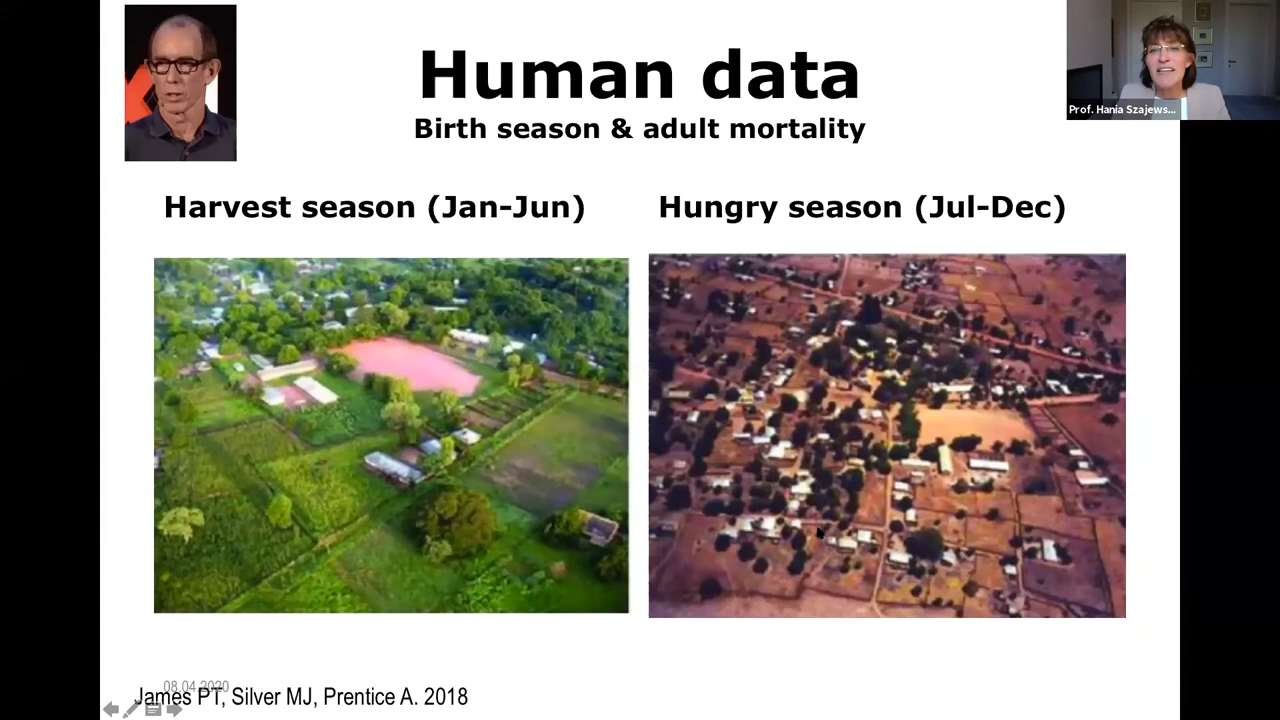 Human data
Birth season & adult mortality
Prof. Hania Szajews...
Harvest season (Jan-Jun)
Hungry season (Jul-Dec)
08.04.2020
James PT, Silver MJ, Prentice A. 2018